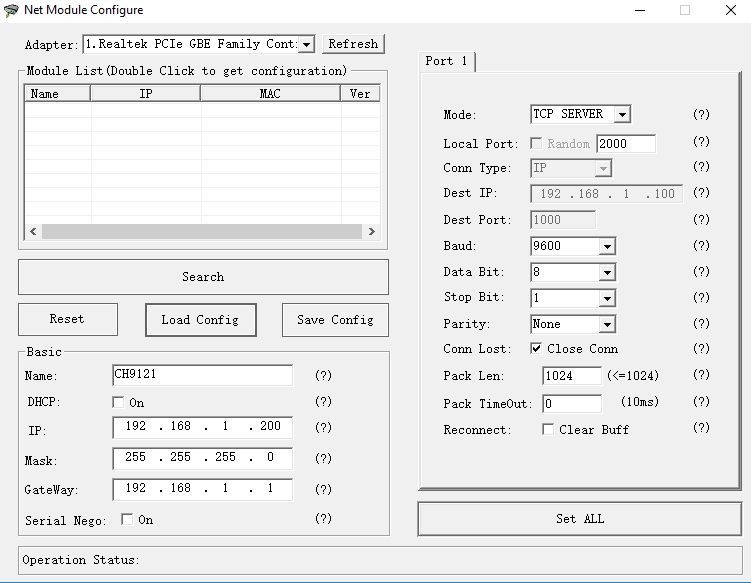 Net Module Configure
Adapter: 1.Realtek PCIe GBE Family Cont: Refresh
Module List(Double Click to get configuration)
Name IP MAC Ver
Search
Reset Load Config Save Config
Basic
Name: CH9121 (?)
DHCP: On (?)
IP: 192 . 168 . 1 . 200 (?)
Mask: 255 . 255 . 255 . 0 (?)
GateWay: 192 . 168 . 1 . 1 (?)
Serial Nego: On (?)
Port 1
Mode: TCP SERVER (?)
Local Port: Random 2000 (?)
Conn Type: IP (?)
Dest IP: 192 . 168 . 1 . 100 (?)
Dest Port: 1000 (?)
Baud: 9600 (?)
Data Bit: 8 (?)
Stop Bit: 1 (?)
Parity: None (?)
Conn Lost: Close Conn (?)
Pack Len: 1024 (<=1024) (?)
Pack TimeOut: 0 (10ms) (?)
Reconnect: Clear Buff (?)
Set ALL
Operation Status: